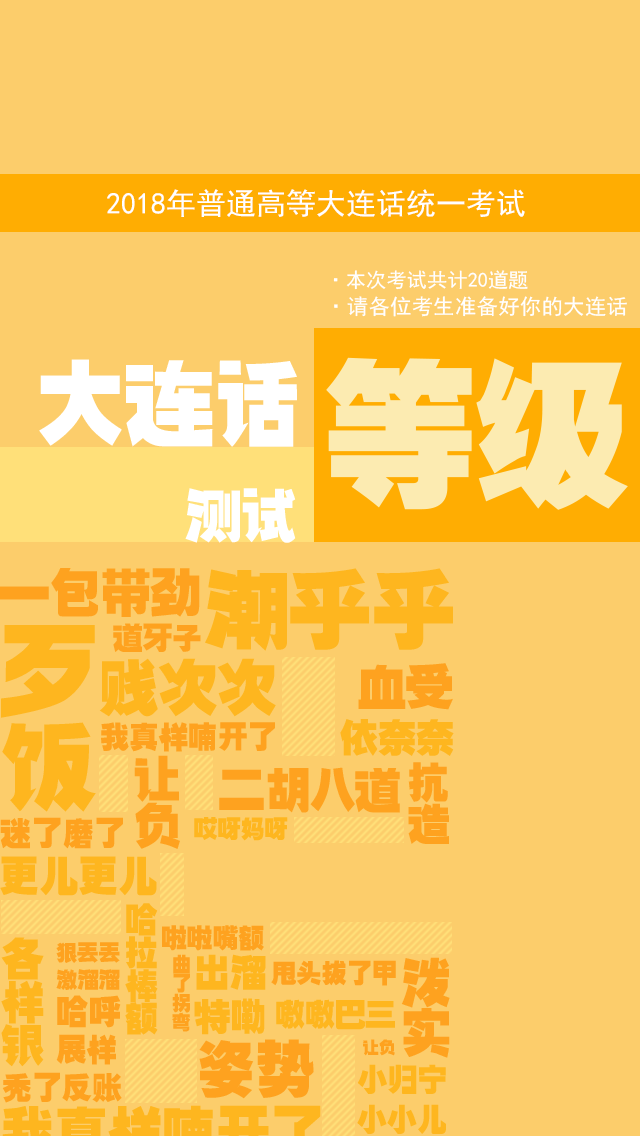 2018年普通高等大连话统一考试
·本次考试共计20道题
·请各位考生准备好你的大连话
大连话
等级
测试
一包带劲
潮乎乎
道牙子
歹饭
贱次次
血受
我真样喃开了
依奈奈
让负
二胡八道
抗造
迷了磨了
哎呀妈呀
更儿更儿
哈拉棒额
啦啦嘴额
各样银
狠丢丢
激溜溜
曲了拐弯
出溜
甩头拔了甲
泼实
哈呼
特嘞
嗷嗷巴三
展样
姿势
让负
小归宁
秃了反账
小小儿
我真样喃开了